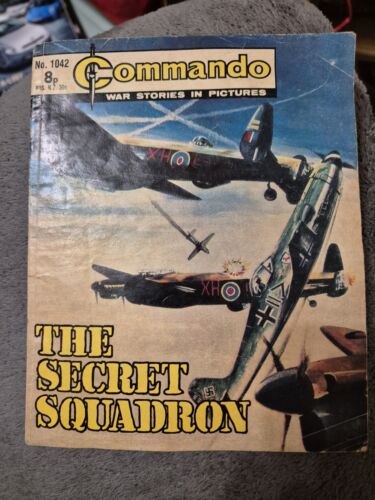 No. 1042
8p
Commando
WAR STORIES IN PICTURES
XH
XH
THE
SECRET
SQUADRON